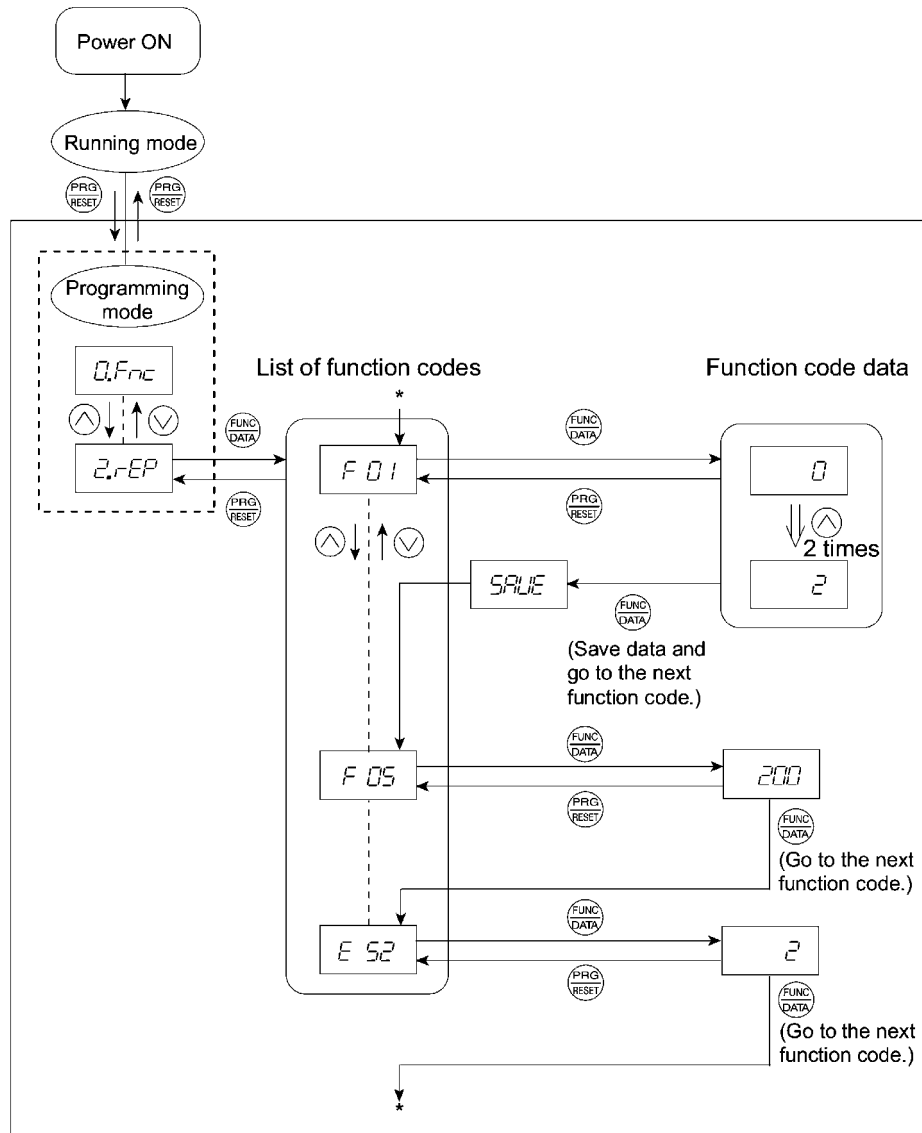 Power ON
Running mode
PRG
RESET
PRG
RESET
Programming
mode
0.Fnc
2.rEP
FUNC
DATA
PRG
RESET
List of function codes
*
F 01
F 05
E 52
FUNC
DATA
PRG
RESET
Function code data
0
2 times
2
SAVE
FUNC
DATA
(Save data and
go to the next
function code.)
FUNC
DATA
PRG
RESET
200
FUNC
DATA
(Go to the next
function code.)
FUNC
DATA
PRG
RESET
2
FUNC
DATA
(Go to the next
function code.)
*